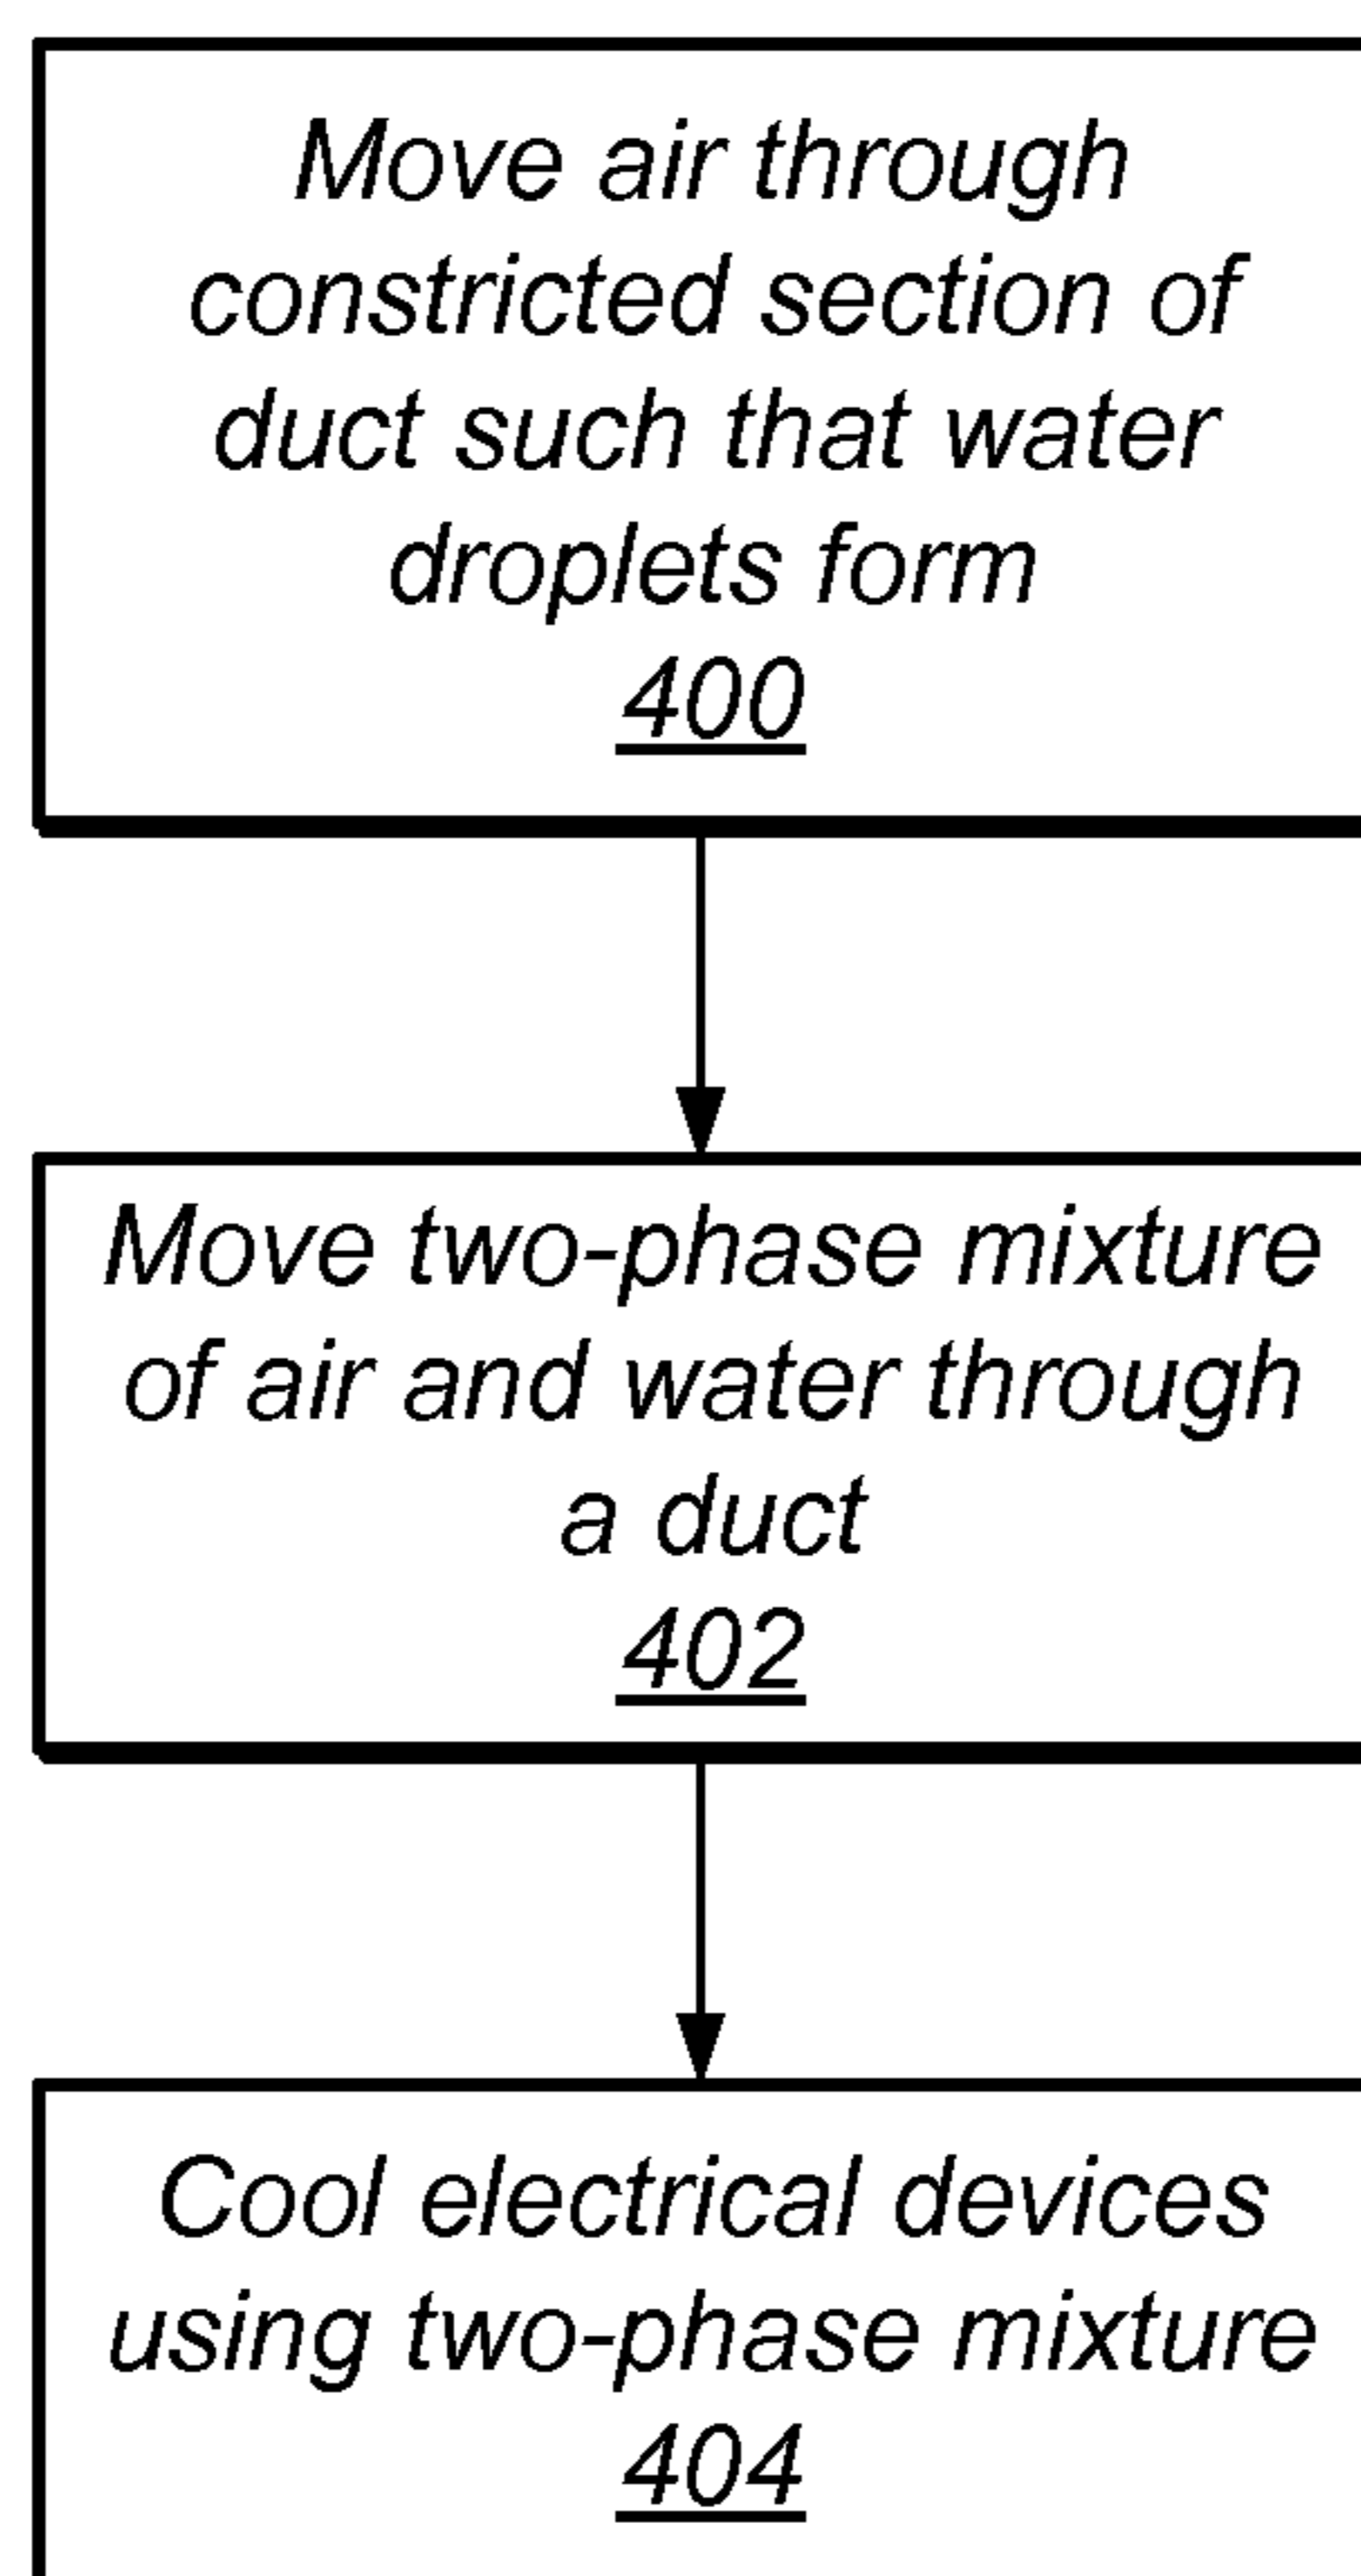 Move air through
constricted section of
duct such that water
droplets form
400
Move two-phase mixture
of air and water through
a duct
402
Cool electrical devices
using two-phase mixture
404